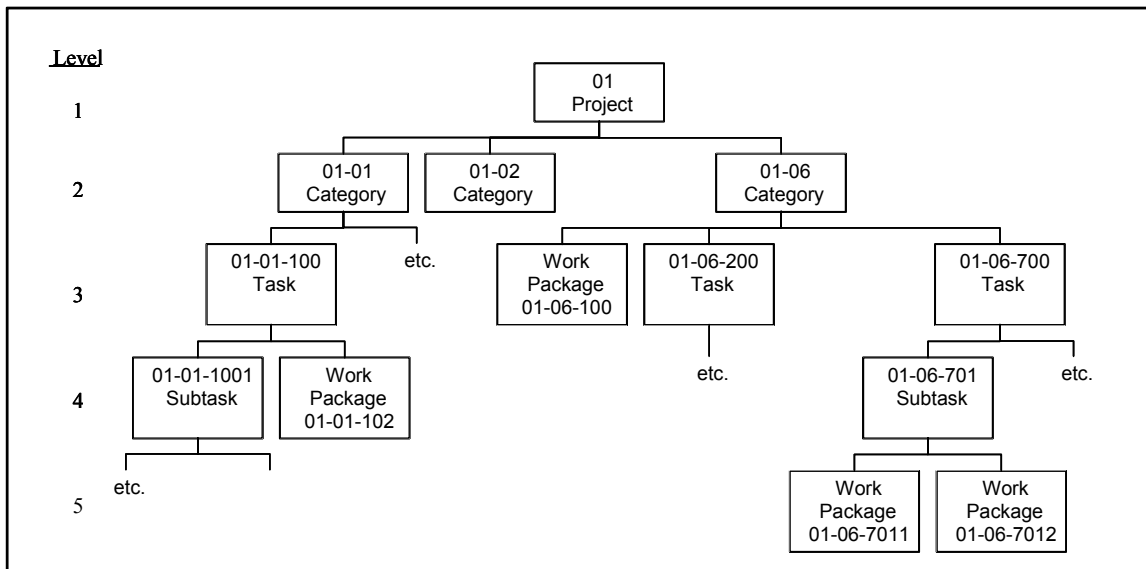 Level
1
01
Project
2
01-01
Category
01-02
Category
01-06
Category
etc.
3
01-01-100
Task
Work
Package
01-06-100
01-06-200
Task
01-06-700
Task
etc.
etc.
4
01-01-1001
Subtask
Work
Package
01-01-102
01-06-701
Subtask
etc.
5
Work
Package
01-06-7011
Work
Package
01-06-7012